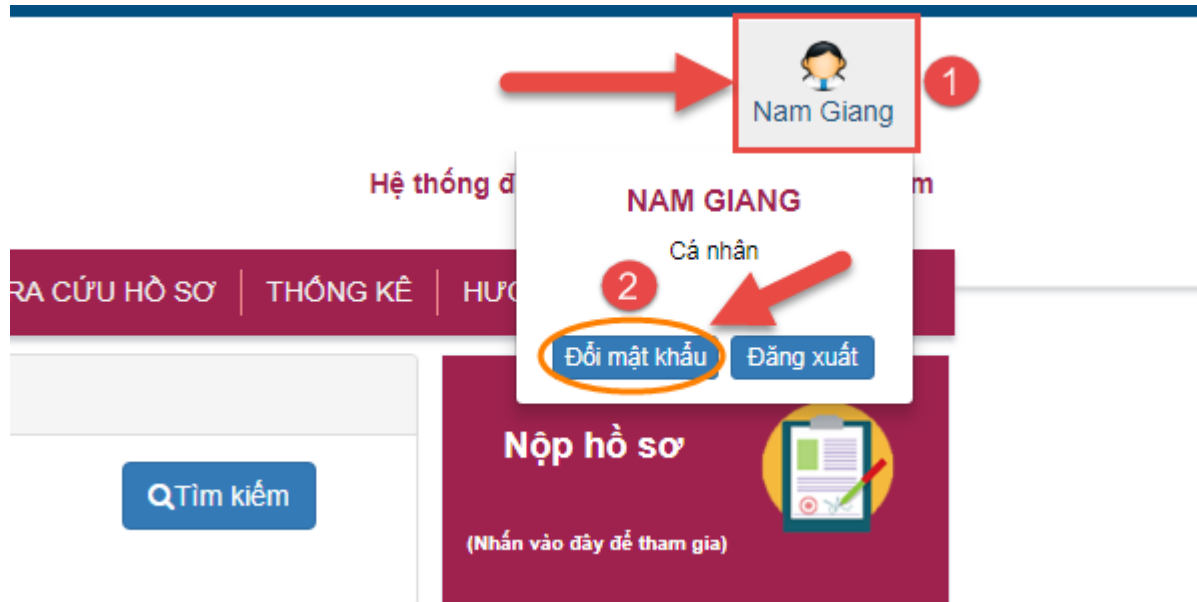 1
Nam Giang
Hệ thống đ
m
NAM GIANG
Cá nhân
RA CỨU HỒ SƠ
THỐNG KÊ
HƯỚ
2
Đổi mật khẩu
Đăng xuất
Nộp hồ sơ
Tìm kiếm
(Nhấn vào đây để tham gia)